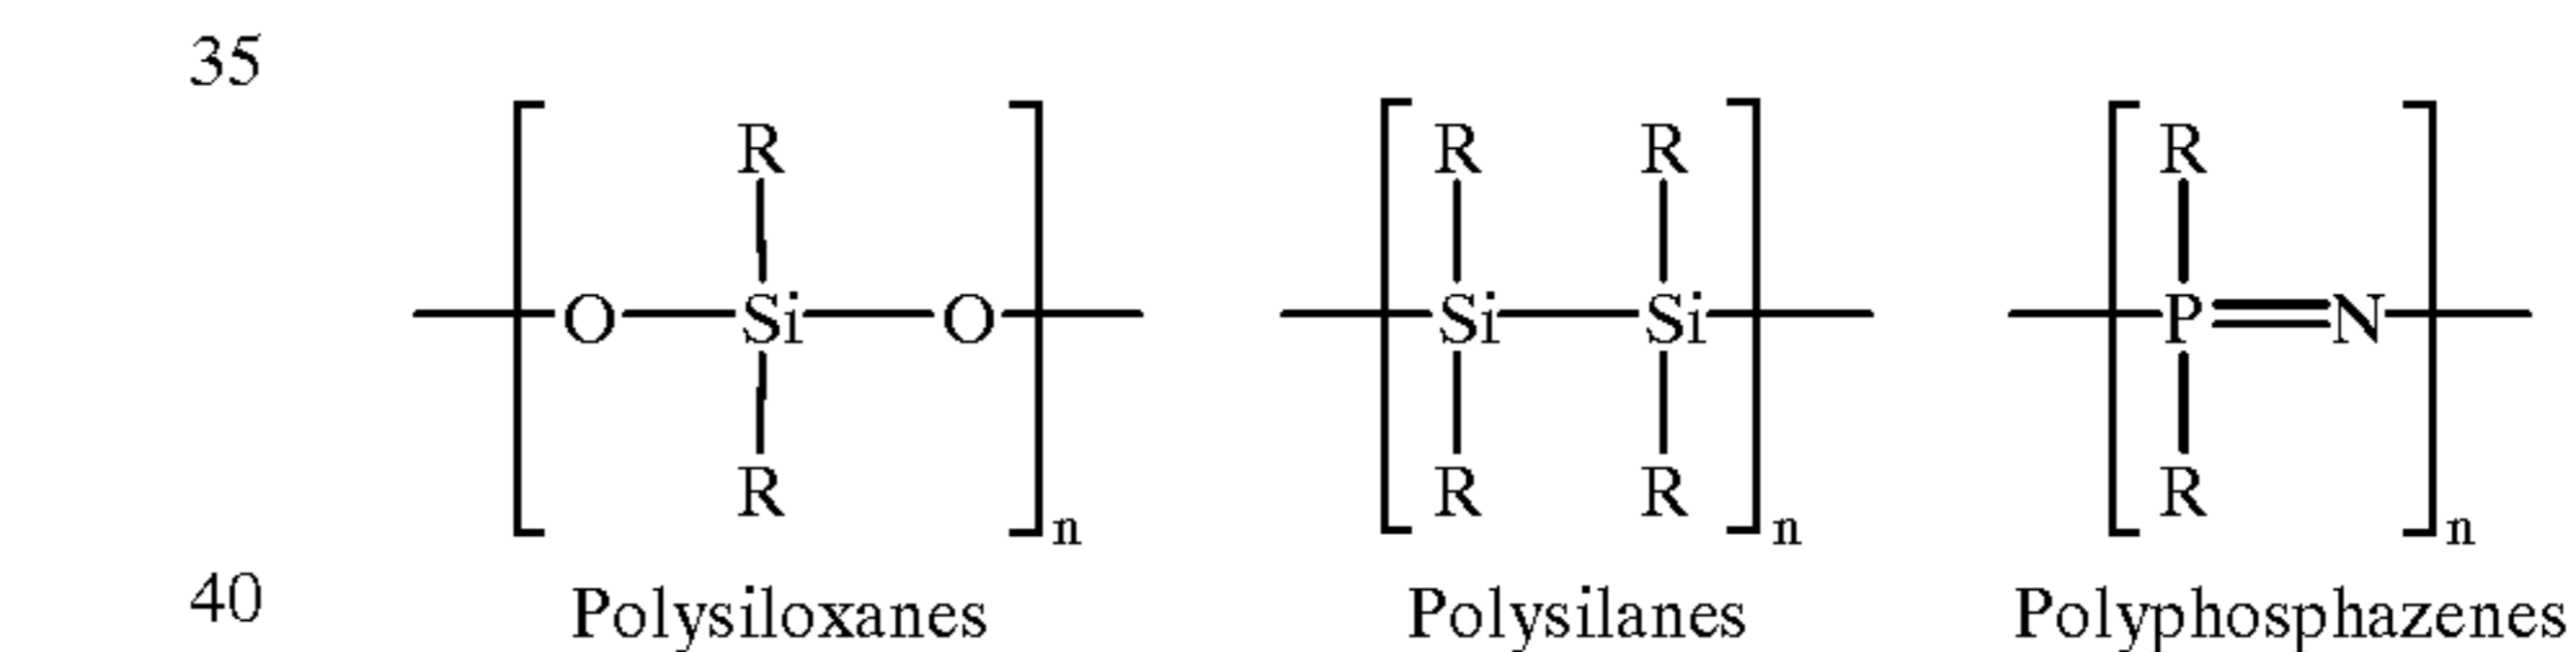 35
R R R R
O Si O Si Si P N
R R R R
n n n
40 Polysiloxanes Polysilanes Polyphosphazenes